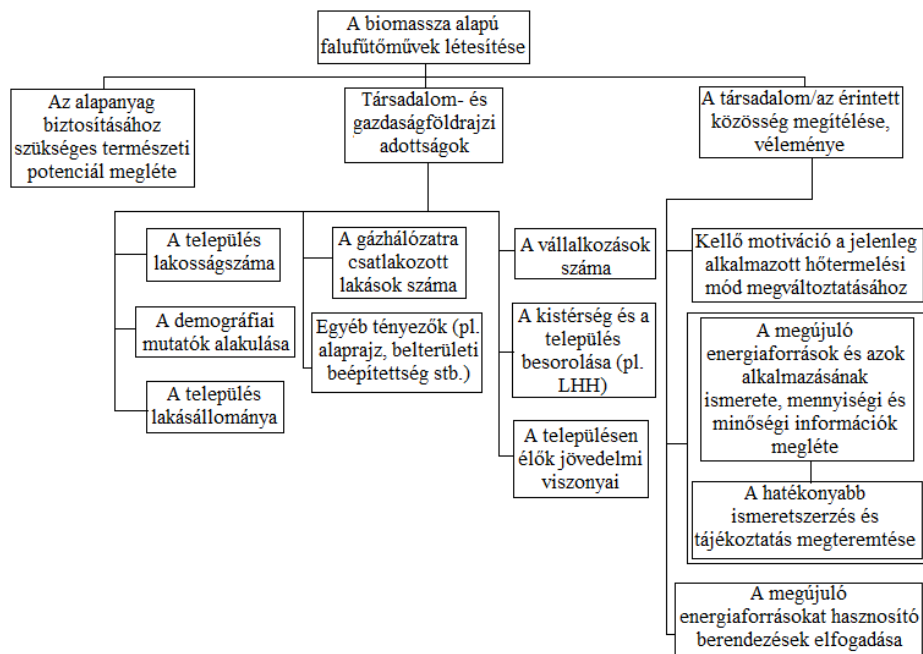 A biomassza alapú
falufűtőművek létesítése
Az alapanyag
biztosításához
szükséges természeti
potenciál megléte
Társadalom- és
gazdaságföldrajzi
adottságok
A társadalom/az érintett
közösség megítélése,
véleménye
A település
lakosságszáma
A demográfiai
mutatók alakulása
A település
lakásállománya
A gázhálózatra
csatlakozott
lakások száma
Egyéb tényezők (pl.
alaprajz, belterületi
beépítettség stb.)
A vállalkozások
száma
A kistérség és a
település
besorolása (pl.
LHH)
A településen
élők jövedelmi
viszonyai
Kellő motiváció a jelenleg
alkalmazott hőtermelési
mód megváltoztatásához
A megújuló
energiaforrások és azok
alkalmazásának
ismerete, mennyiségi és
minőségi információk
megléte
A hatékonyabb
ismeretszerzés és
tájékoztatás megteremtése
A megújuló
energiaforrásokat hasznosító
berendezések elfogadása